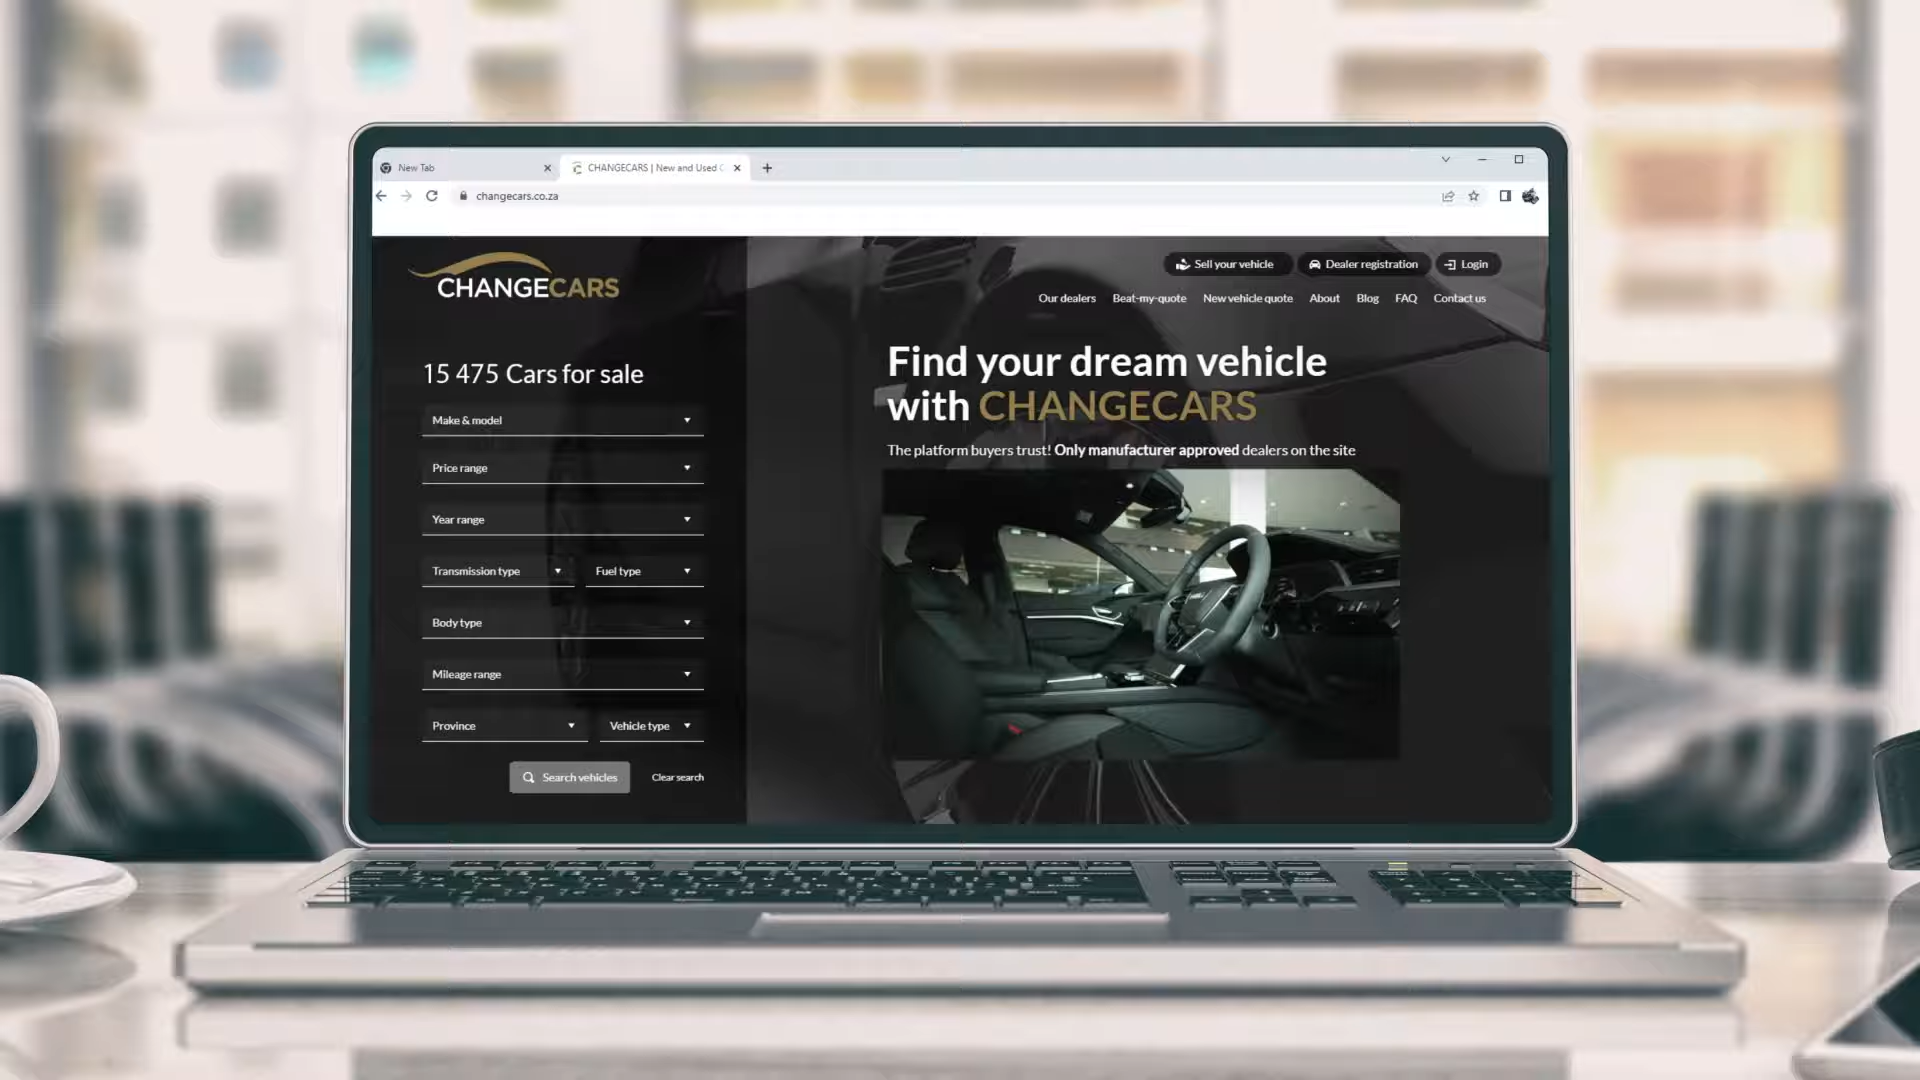 New Tab
CHANGECARS | New and Used C
changecars.co.za
CHANGECARS
Sell your vehicle
Dealer registration
Login
Our dealers
Beat-my-quote
New vehicle quote
About
Blog
FAQ
Contact us
15 475 Cars for sale
Make & model
Price range
Year range
Transmission type
Fuel type
Body type
Mileage range
Province
Vehicle type
Search vehicles
Clear search
Find your dream vehicle
with CHANGECARS
The platform buyers trust! Only manufacturer approved dealers on the site